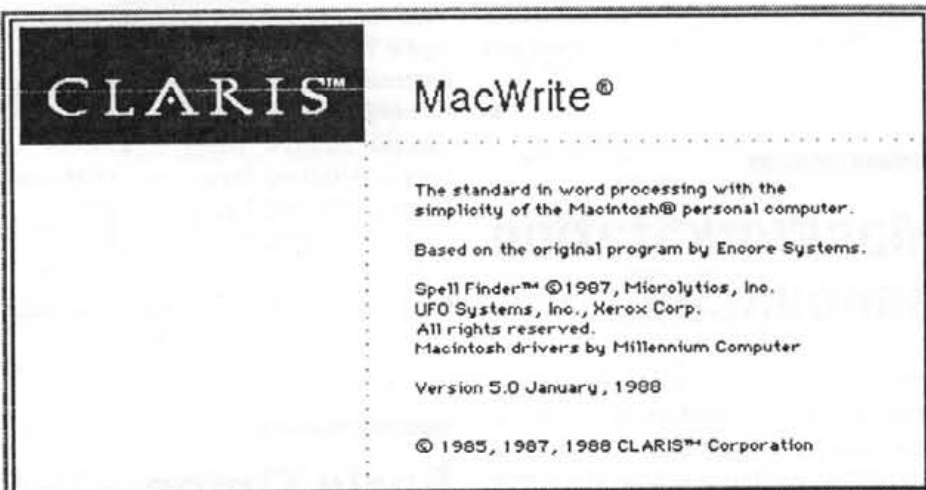 CLARIS™
MacWrite®
The standard in word processing with the
simplicity of the Macintosh® personal computer.
Based on the original program by Encore Systems.
Spell Finder™ ©1987, Microlytics, Inc.
UFO Systems, Inc., Xerox Corp.
All rights reserved.
Macintosh drivers by Millennium Computer
Version 5.0 January, 1988
© 1985, 1987, 1988 CLARIS™ Corporation